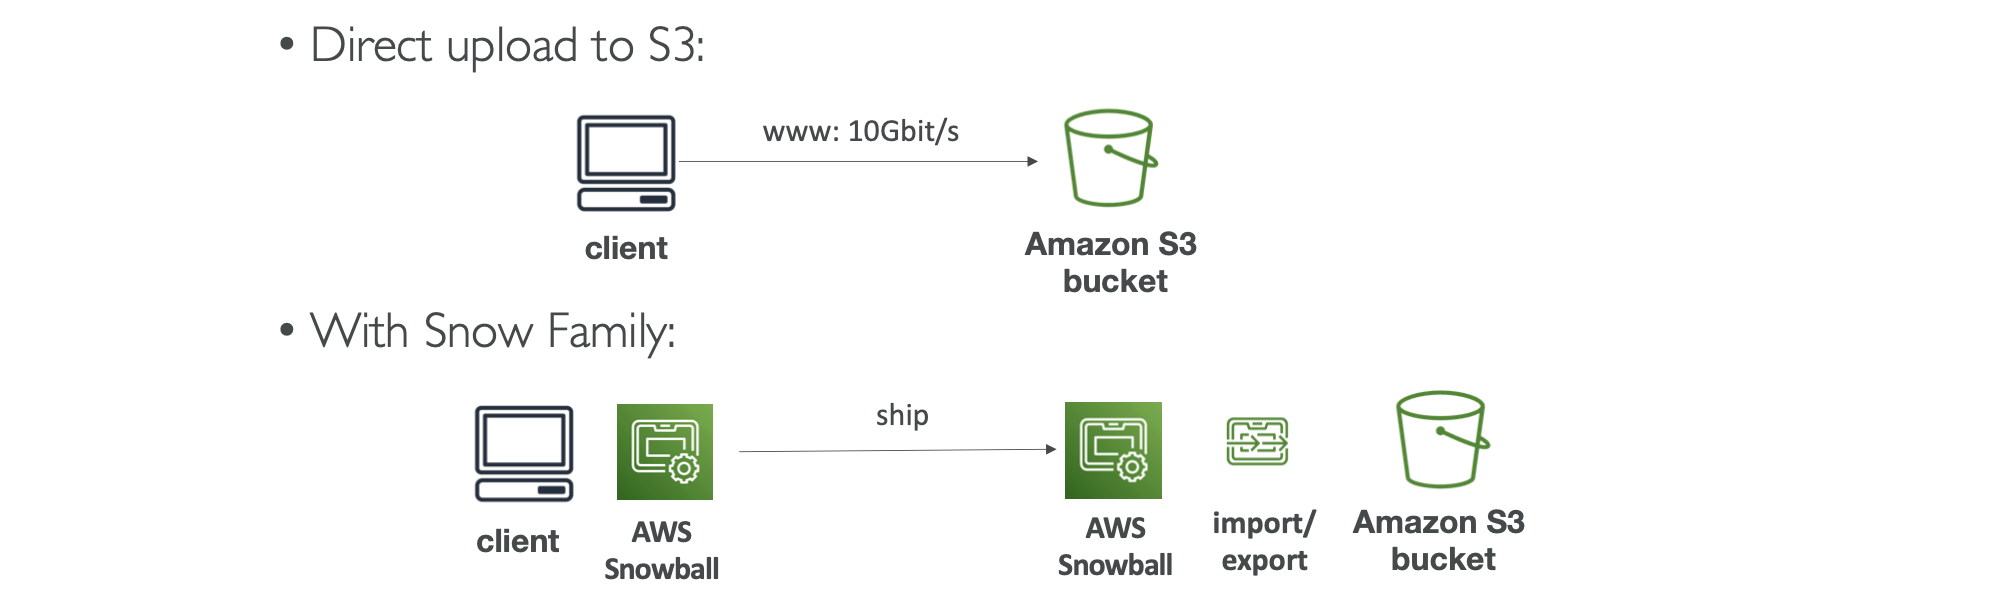 • Direct upload to S3:
www: 10Gbit/s
client
Amazon S3
bucket
• With Snow Family:
ship
client
AWS
Snowball
AWS
Snowball
import/
export
Amazon S3
bucket